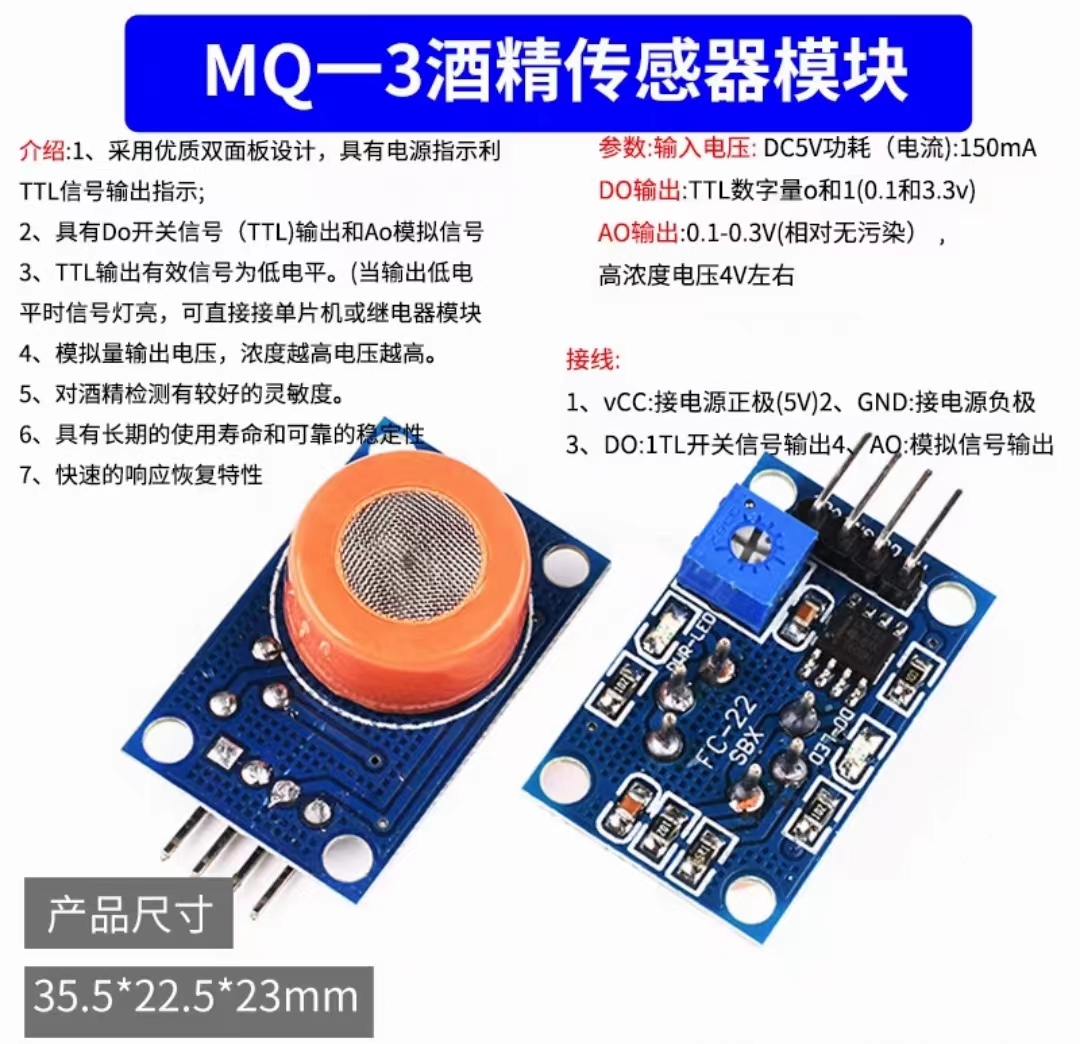 MQ一3酒精传感器模块
介绍:1、采用优质双面板设计，具有电源指示利
TTL信号输出指示;
2、具有Do开关信号（TTL)输出和Ao模拟信号
3、TTL输出有效信号为低电平。(当输出低电
平时信号灯亮，可直接接单片机或继电器模块
4、模拟量输出电压，浓度越高电压越高。
5、对酒精检测有较好的灵敏度。
6、具有长期的使用寿命和可靠的稳定性
7、快速的响应恢复特性
参数:输入电压: DC5V功耗（电流):150mA
DO输出:TTL数字量o和1(0.1和3.3v)
AO输出:0.1-0.3V(相对无污染），
高浓度电压4V左右
接线:
1、vCC:接电源正极(5V)2、GND:接电源负极
3、DO:1TL开关信号输出4、AO:模拟信号输出
PWR-LED
FC-22
SBX
102
102
102
产品尺寸
35.5*22.5*23mm